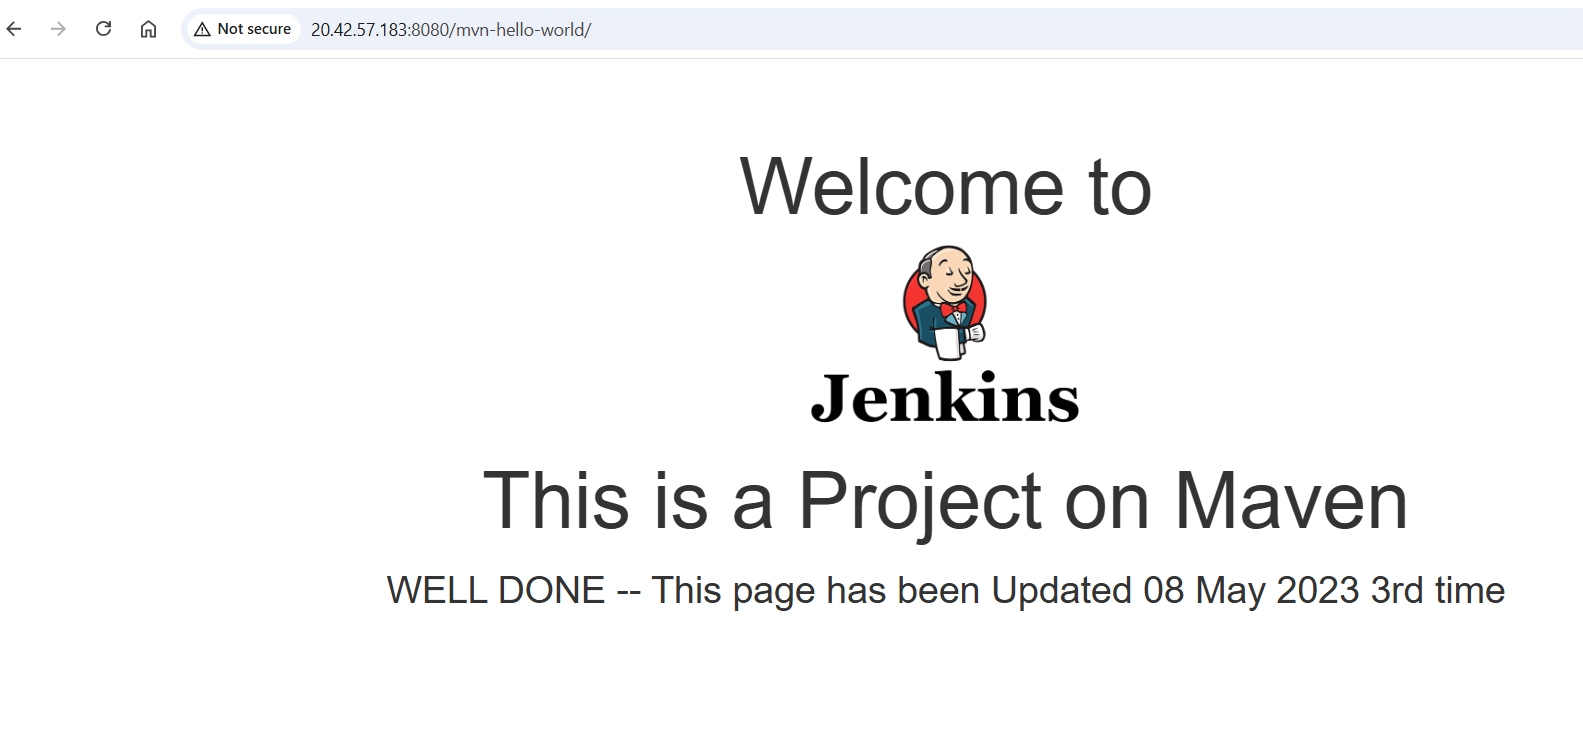 Not secure 20.42.57.183:8080/mvn-hello-world/
Welcome to
Jenkins
This is a Project on Maven
WELL DONE -- This page has been Updated 08 May 2023 3rd time